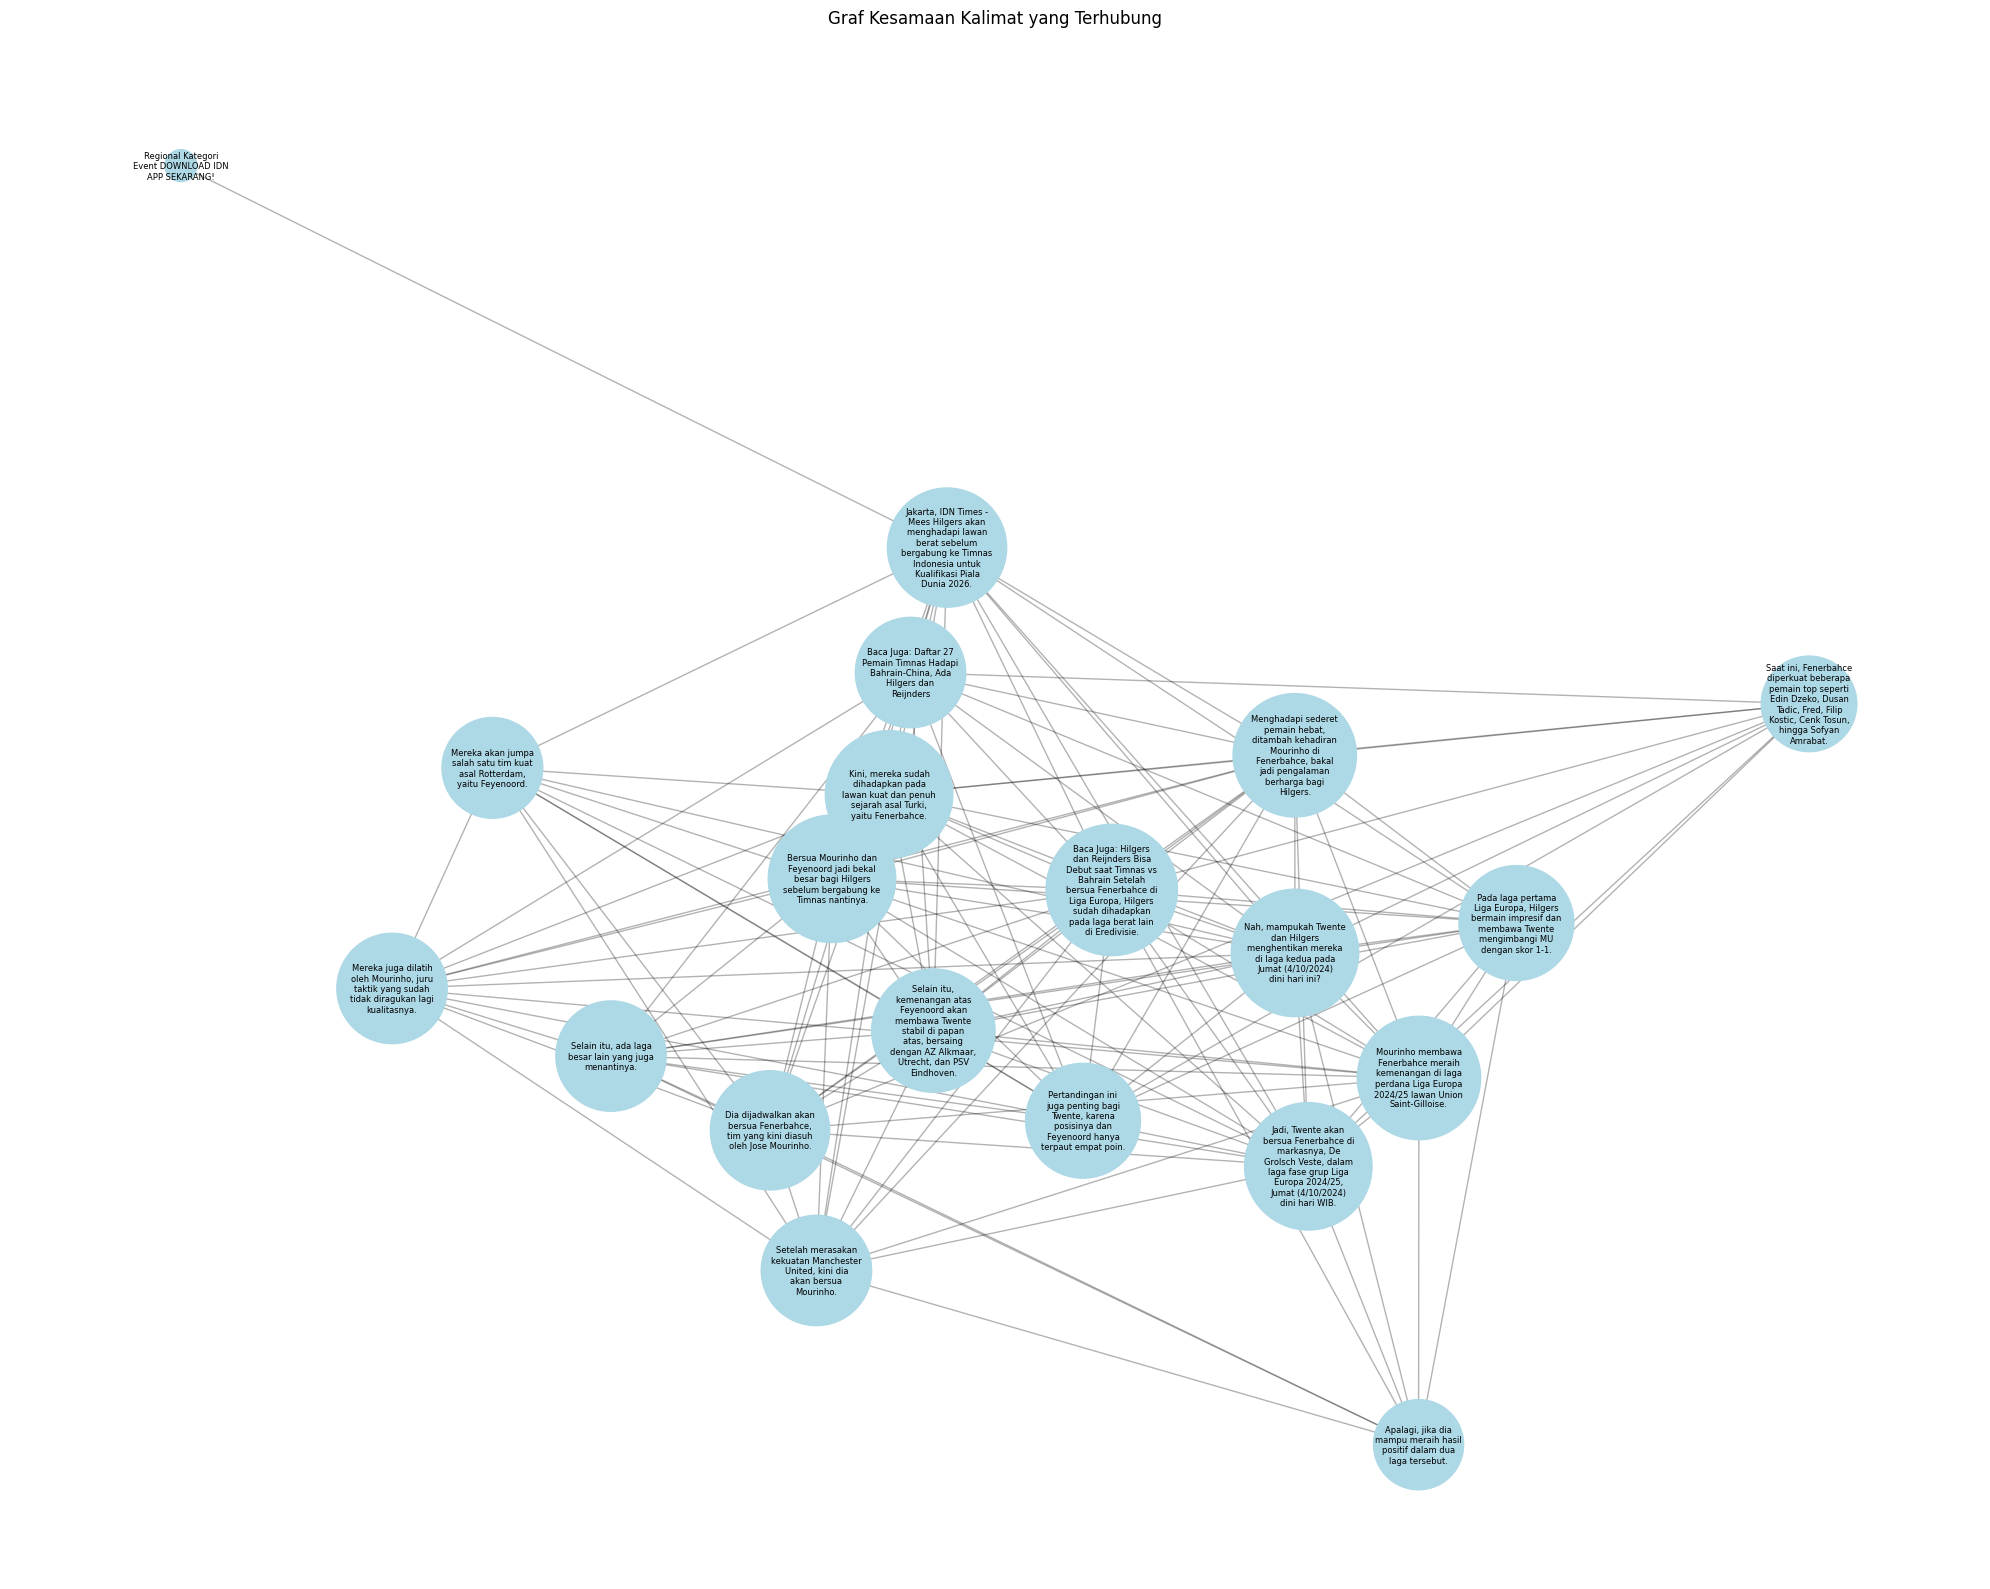 Graf Kesamaan Kalimat yang Terhubung
Regional Kategori
Event DOWNLOAD IDN
APP SEKARANG!
Jakarta, IDN Times -
Mees Hilgers akan
menghadapi lawan
berat sebelum
bergabung ke Timnas
Indonesia untuk
Kualifikasi Piala
Dunia 2026.
Baca Juga: Daftar 27
Pemain Timnas Hadapi
Bahrain-China, Ada
Hilgers dan
Reijnders
Saat ini, Fenerbahce
diperkuat beberapa
pemain top seperti
Edin Dzeko, Dusan
Tadic, Fred, Filip
Kostic, Cenk Tosun,
hingga Sofyan
Amrabat.
Menghadapi sederet
pemain hebat,
ditambah kehadiran
Mourinho di
Fenerbahce, bakal
jadi pengalaman
berharga bagi
Hilgers.
Mereka akan jumpa
salah satu tim kuat
asal Rotterdam,
yaitu Feyenoord.
Kini, mereka sudah
dihadapkan pada
lawan kuat dan penuh
sejarah asal Turki,
yaitu Fenerbahce.
Bersua Mourinho dan
Feyenoord jadi bekal
besar bagi Hilgers
sebelum bergabung ke
Timnas nantinya.
Baca Juga: Hilgers
dan Reijnders Bisa
Debut saat Timnas vs
Bahrain Setelah
bersua Fenerbahce di
Liga Europa, Hilgers
sudah dihadapkan
pada laga berat lain
di Eredivisie.
Pada laga pertama
Liga Europa, Hilgers
bermain impresif dan
membawa Twente
mengimbangi MU
dengan skor 1-1.
Nah, mampukah Twente
dan Hilgers
menghentikan mereka
di laga kedua pada
Jumat (4/10/2024)
dini hari ini?
Mereka juga dilatih
oleh Mourinho, juru
taktik yang sudah
tidak diragukan lagi
kualitasnya.
Selain itu,
kemenangan atas
Feyenoord akan
membawa Twente
stabil di papan
atas, bersaing
dengan AZ Alkmaar,
Utrecht, dan PSV
Eindhoven.
Selain itu, ada laga
besar lain yang juga
menantinya.
Mourinho membawa
Fenerbahce meraih
kemenangan di laga
perdana Liga Europa
2024/25 lawan Union
Saint-Gilloise.
Pertandingan ini
juga penting bagi
Twente, karena
posisinya dan
Feyenoord hanya
terpaut empat poin.
Dia dijadwalkan akan
bersua Fenerbahce,
tim yang kini diasuh
oleh Jose Mourinho.
Jadi, Twente akan
bersua Fenerbahce di
markasnya, De
Grolsch Veste, dalam
laga fase grup Liga
Europa 2024/25,
Jumat (4/10/2024)
dini hari WIB.
Setelah merasakan
kekuatan Manchester
United, kini dia
akan bersua
Mourinho.
Apalagi, jika dia
mampu meraih hasil
positif dalam dua
laga tersebut.